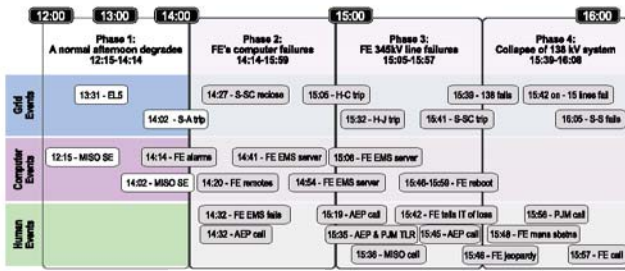 12:00
13:00
14:00
15:00
16:00
Phase 1:
A normal afternoon degrades
12:15-14:14
Phase 2:
FE's computer failures
14:14-15:59
Phase 3:
FE 345kV line failures
15:05-15:57
Phase 4:
Collapse of 138 kV system
15:39-16:08
Grid
Events
13:31 - EL5
14:02 - S-A trip
14:27 - S-SC reclose
15:05 - H-C trip
15:32 - H-J trip
15:39 - 138 fails
15:41 - S-SC trip
15:42 on - 15 lines fail
16:05 - S-S fails
Computer
Events
12:15 - MISO SE
14:02 - MISO SE
14:14 - FE alarms
14:20 - FE remotes
14:41 - FE EMS server
14:54 - FE EMS server
15:08 - FE EMS server
15:46-15:59 - FE reboot
Human
Events
14:32 - FE EMS fails
14:32 - AEP call
15:19 - AEP call
15:35 - AEP & PJM TLR
15:36 - MISO call
15:42 - FE tells IT of loss
15:45 - AEP call
15:46 - FE jeopardy
15:56 - PJM call
15:48 - FE mans sbstns
15:57 - FE call